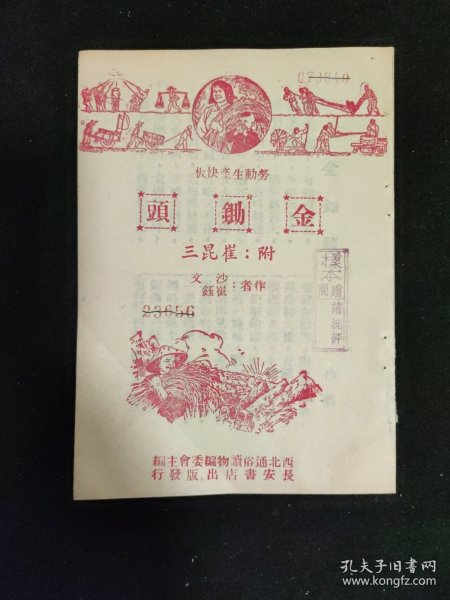 073840
勞動生產快板
金鋤頭
附：崔昆三
作者：沙文
崔鈺
樣本
贈閱
請批評
23656
西北通俗讀物編委會主編
長安書店出版發行
孔夫子旧书网
www.kongfz.com